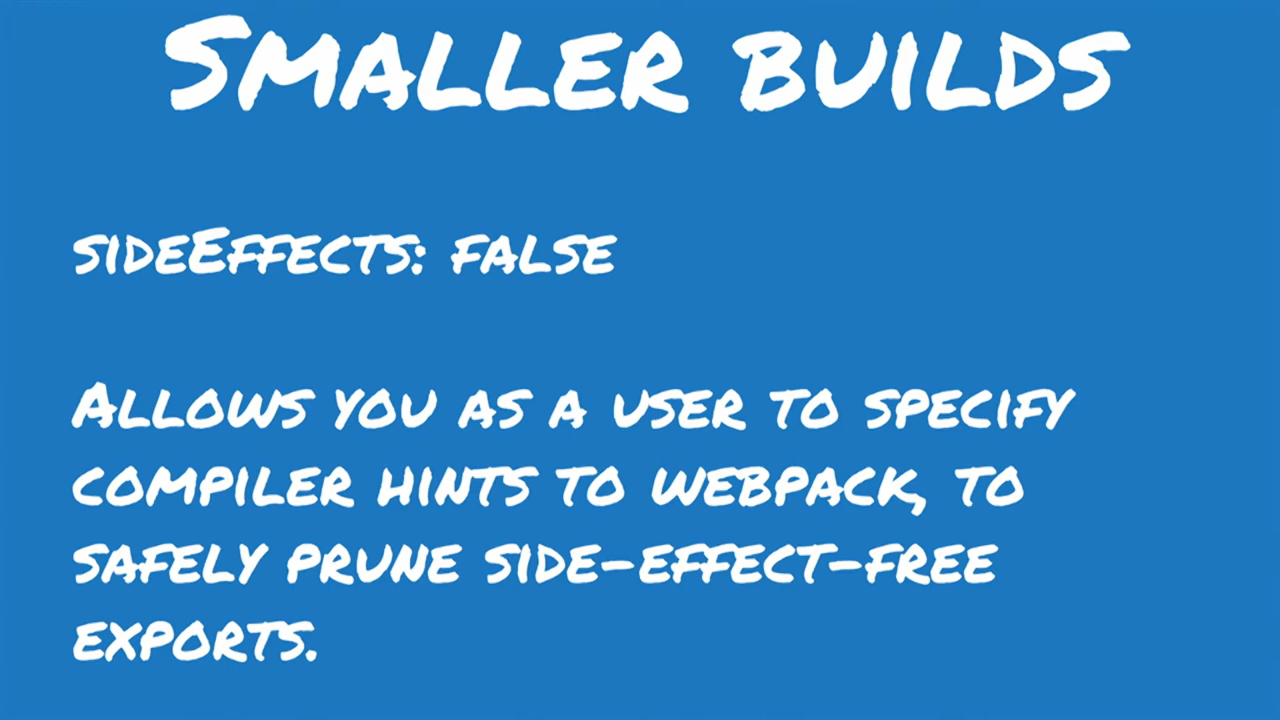 Smaller builds
sideEffects: false
Allows you as a user to specify
compiler hints to webpack, to
safely prune side-effect-free
exports.